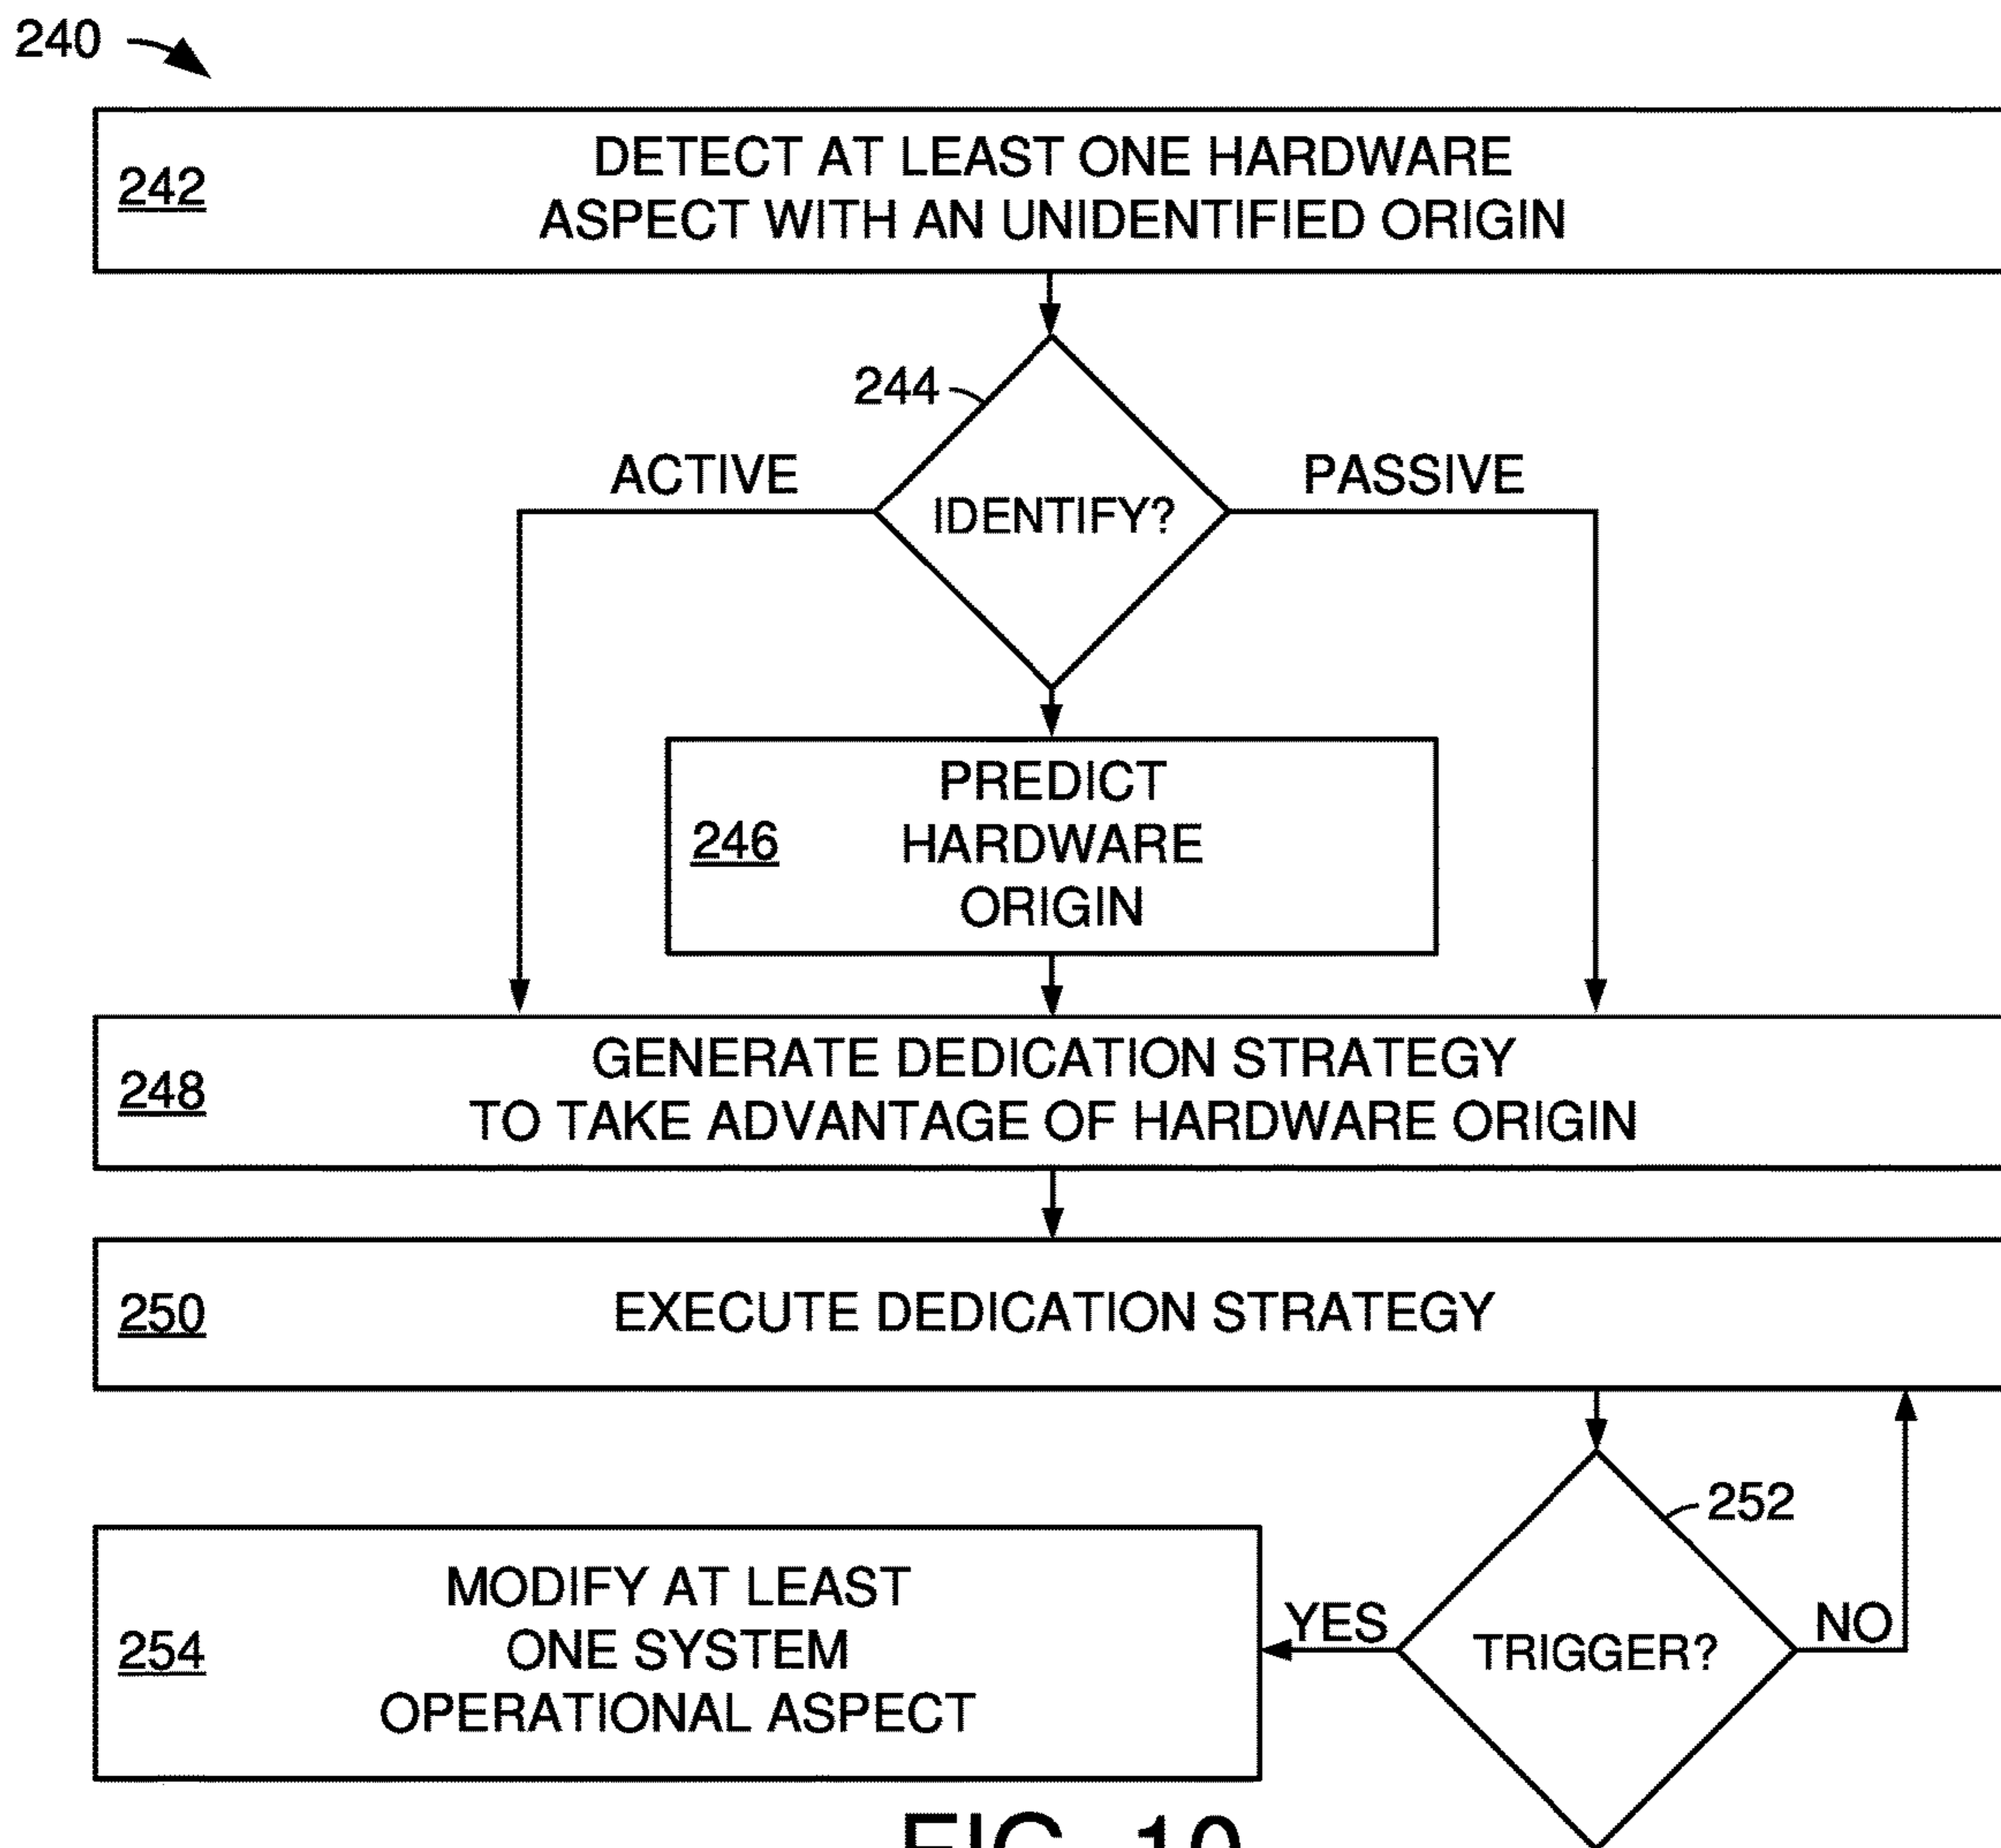 240
242
DETECT AT LEAST ONE HARDWARE
ASPECT WITH AN UNIDENTIFIED ORIGIN
244
ACTIVE
IDENTIFY?
PASSIVE
246
PREDICT
HARDWARE
ORIGIN
248
GENERATE DEDICATION STRATEGY
TO TAKE ADVANTAGE OF HARDWARE ORIGIN
250
EXECUTE DEDICATION STRATEGY
252
254
MODIFY AT LEAST
ONE SYSTEM
OPERATIONAL ASPECT
YES
TRIGGER?
NO
FIG. 10